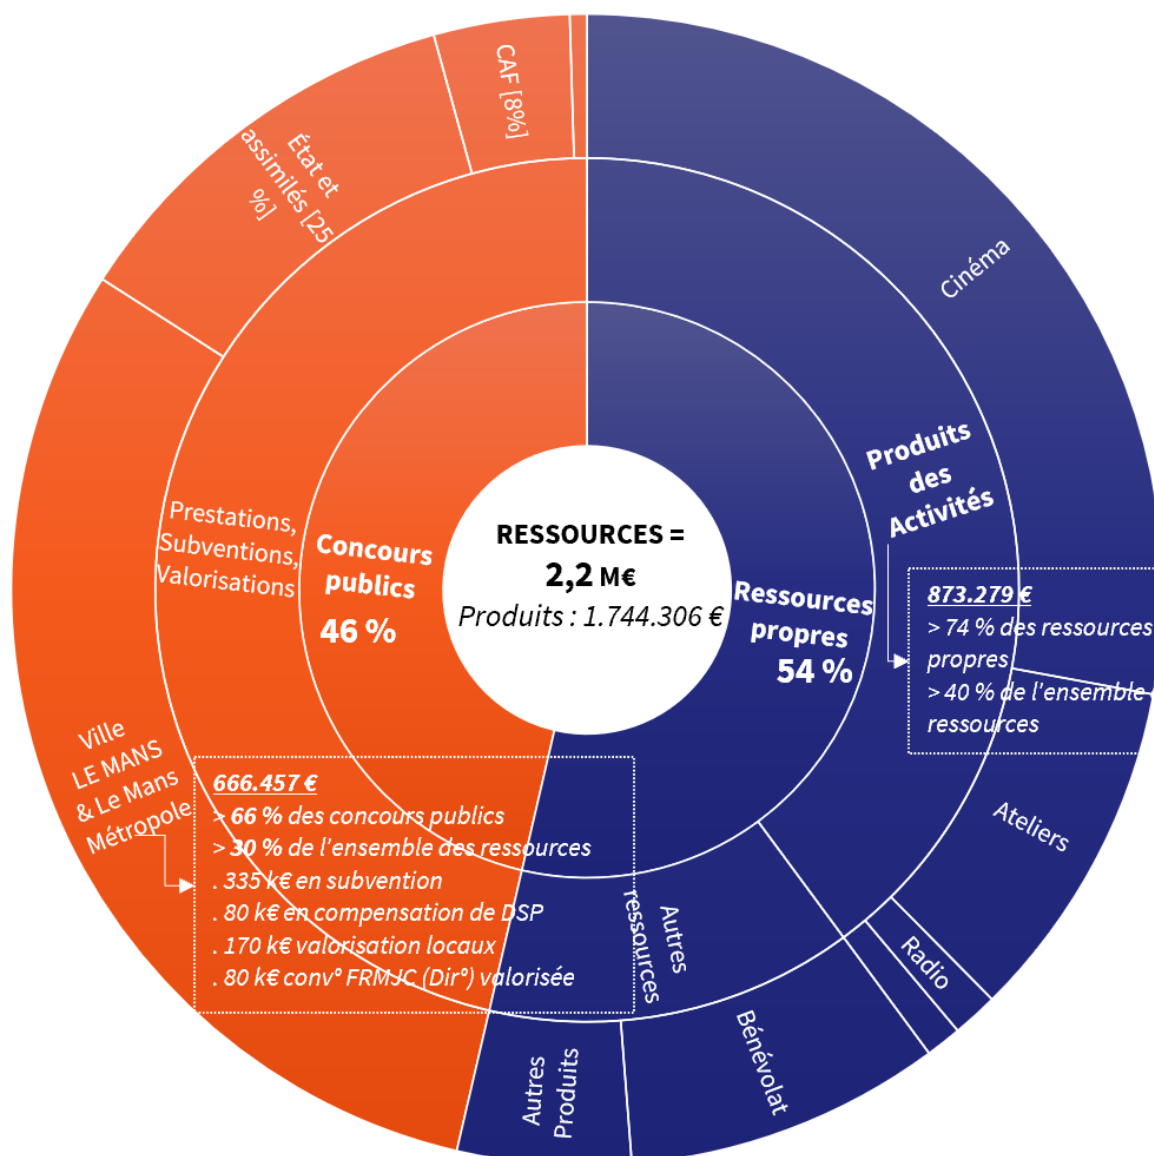 CAF [8%]
État et
assimilés [25
%]
Cinéma
Produits
des
Activités
Prestations,
Subventions,
Valorisations
Concours
publics
46 %
RESSOURCES =
2,2 M€
Produits : 1.744.306 €
Ressources
propres
54 %
873.279 €
> 74 % des ressources
propres
> 40 % de l'ensemble
ressources
Ville
LE MANS
& Le Mans
Métropole
666.457 €
> 66 % des concours publics
> 30 % de l'ensemble des ressources
. 335 k€ en subvention
. 80 k€ en compensation de DSP
. 170 k€ valorisation locaux
. 80 k€ conv° FRMJC (Dir°) valorisée
Ateliers
Radio
Autres
ressources
Bénévolat
Autres
Produits